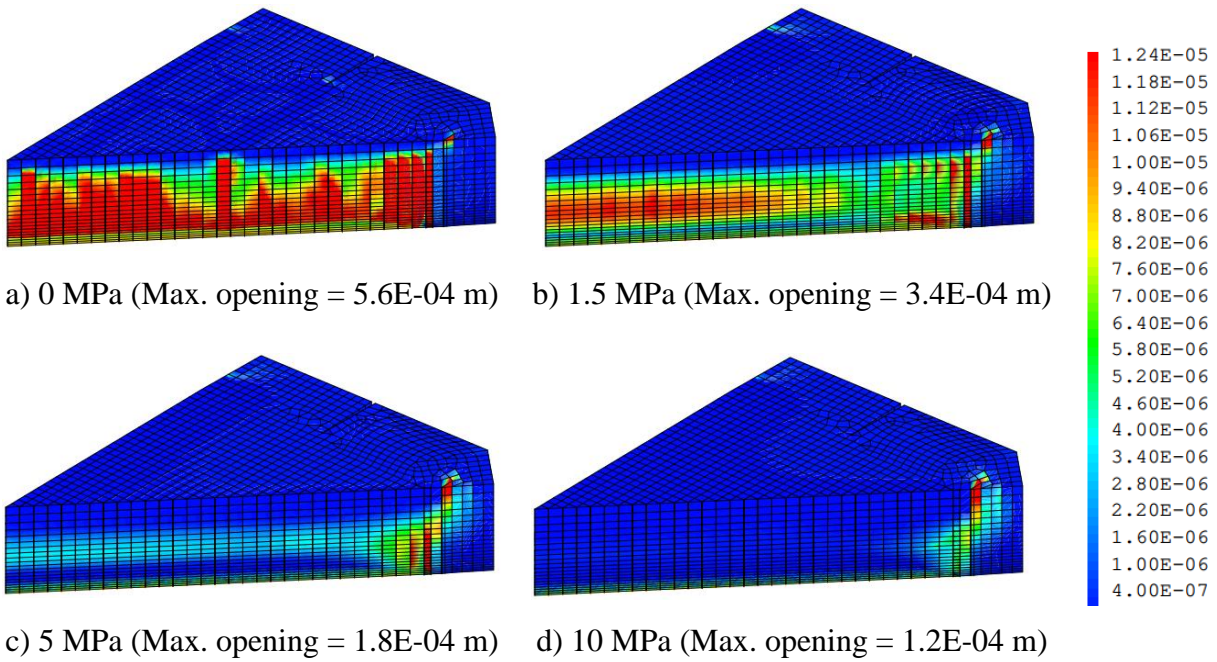 a) 0 MPa (Max. opening = 5.6E-04 m) b) 1.5 MPa (Max. opening = 3.4E-04 m)
c) 5 MPa (Max. opening = 1.8E-04 m) d) 10 MPa (Max. opening = 1.2E-04 m)
1.24E-05
1.18E-05
1.12E-05
1.06E-05
1.00E-05
9.40E-06
8.80E-06
8.20E-06
7.60E-06
7.00E-06
6.40E-06
5.80E-06
5.20E-06
4.60E-06
4.00E-06
3.40E-06
2.80E-06
2.20E-06
1.60E-06
1.00E-06
4.00E-07